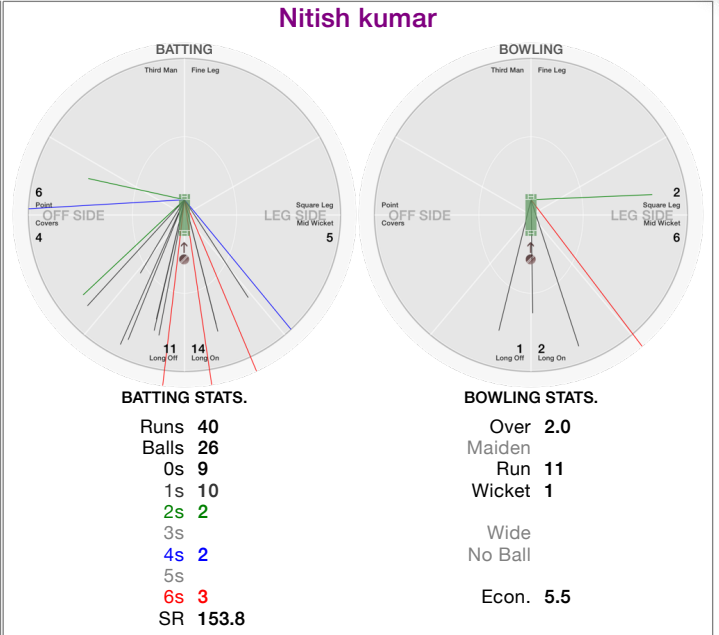 Nitish kumar
BATTING
Third Man Fine Leg
6
Point
OFF SIDE
Covers
4
Square Leg
LEG SIDE
Mid Wicket
5
11 14
Long Off Long On
BATTING STATS.
Runs 40
Balls 26
0s 9
1s 10
2s 2
3s
4s 2
5s
6s 3
SR 153.8
BOWLING
Third Man Fine Leg
Point
OFF SIDE
Covers
2
Square Leg
LEG SIDE
Mid Wicket
6
1 2
Long Off Long On
BOWLING STATS.
Over 2.0
Maiden
Run 11
Wicket 1
Wide
No Ball
Econ. 5.5